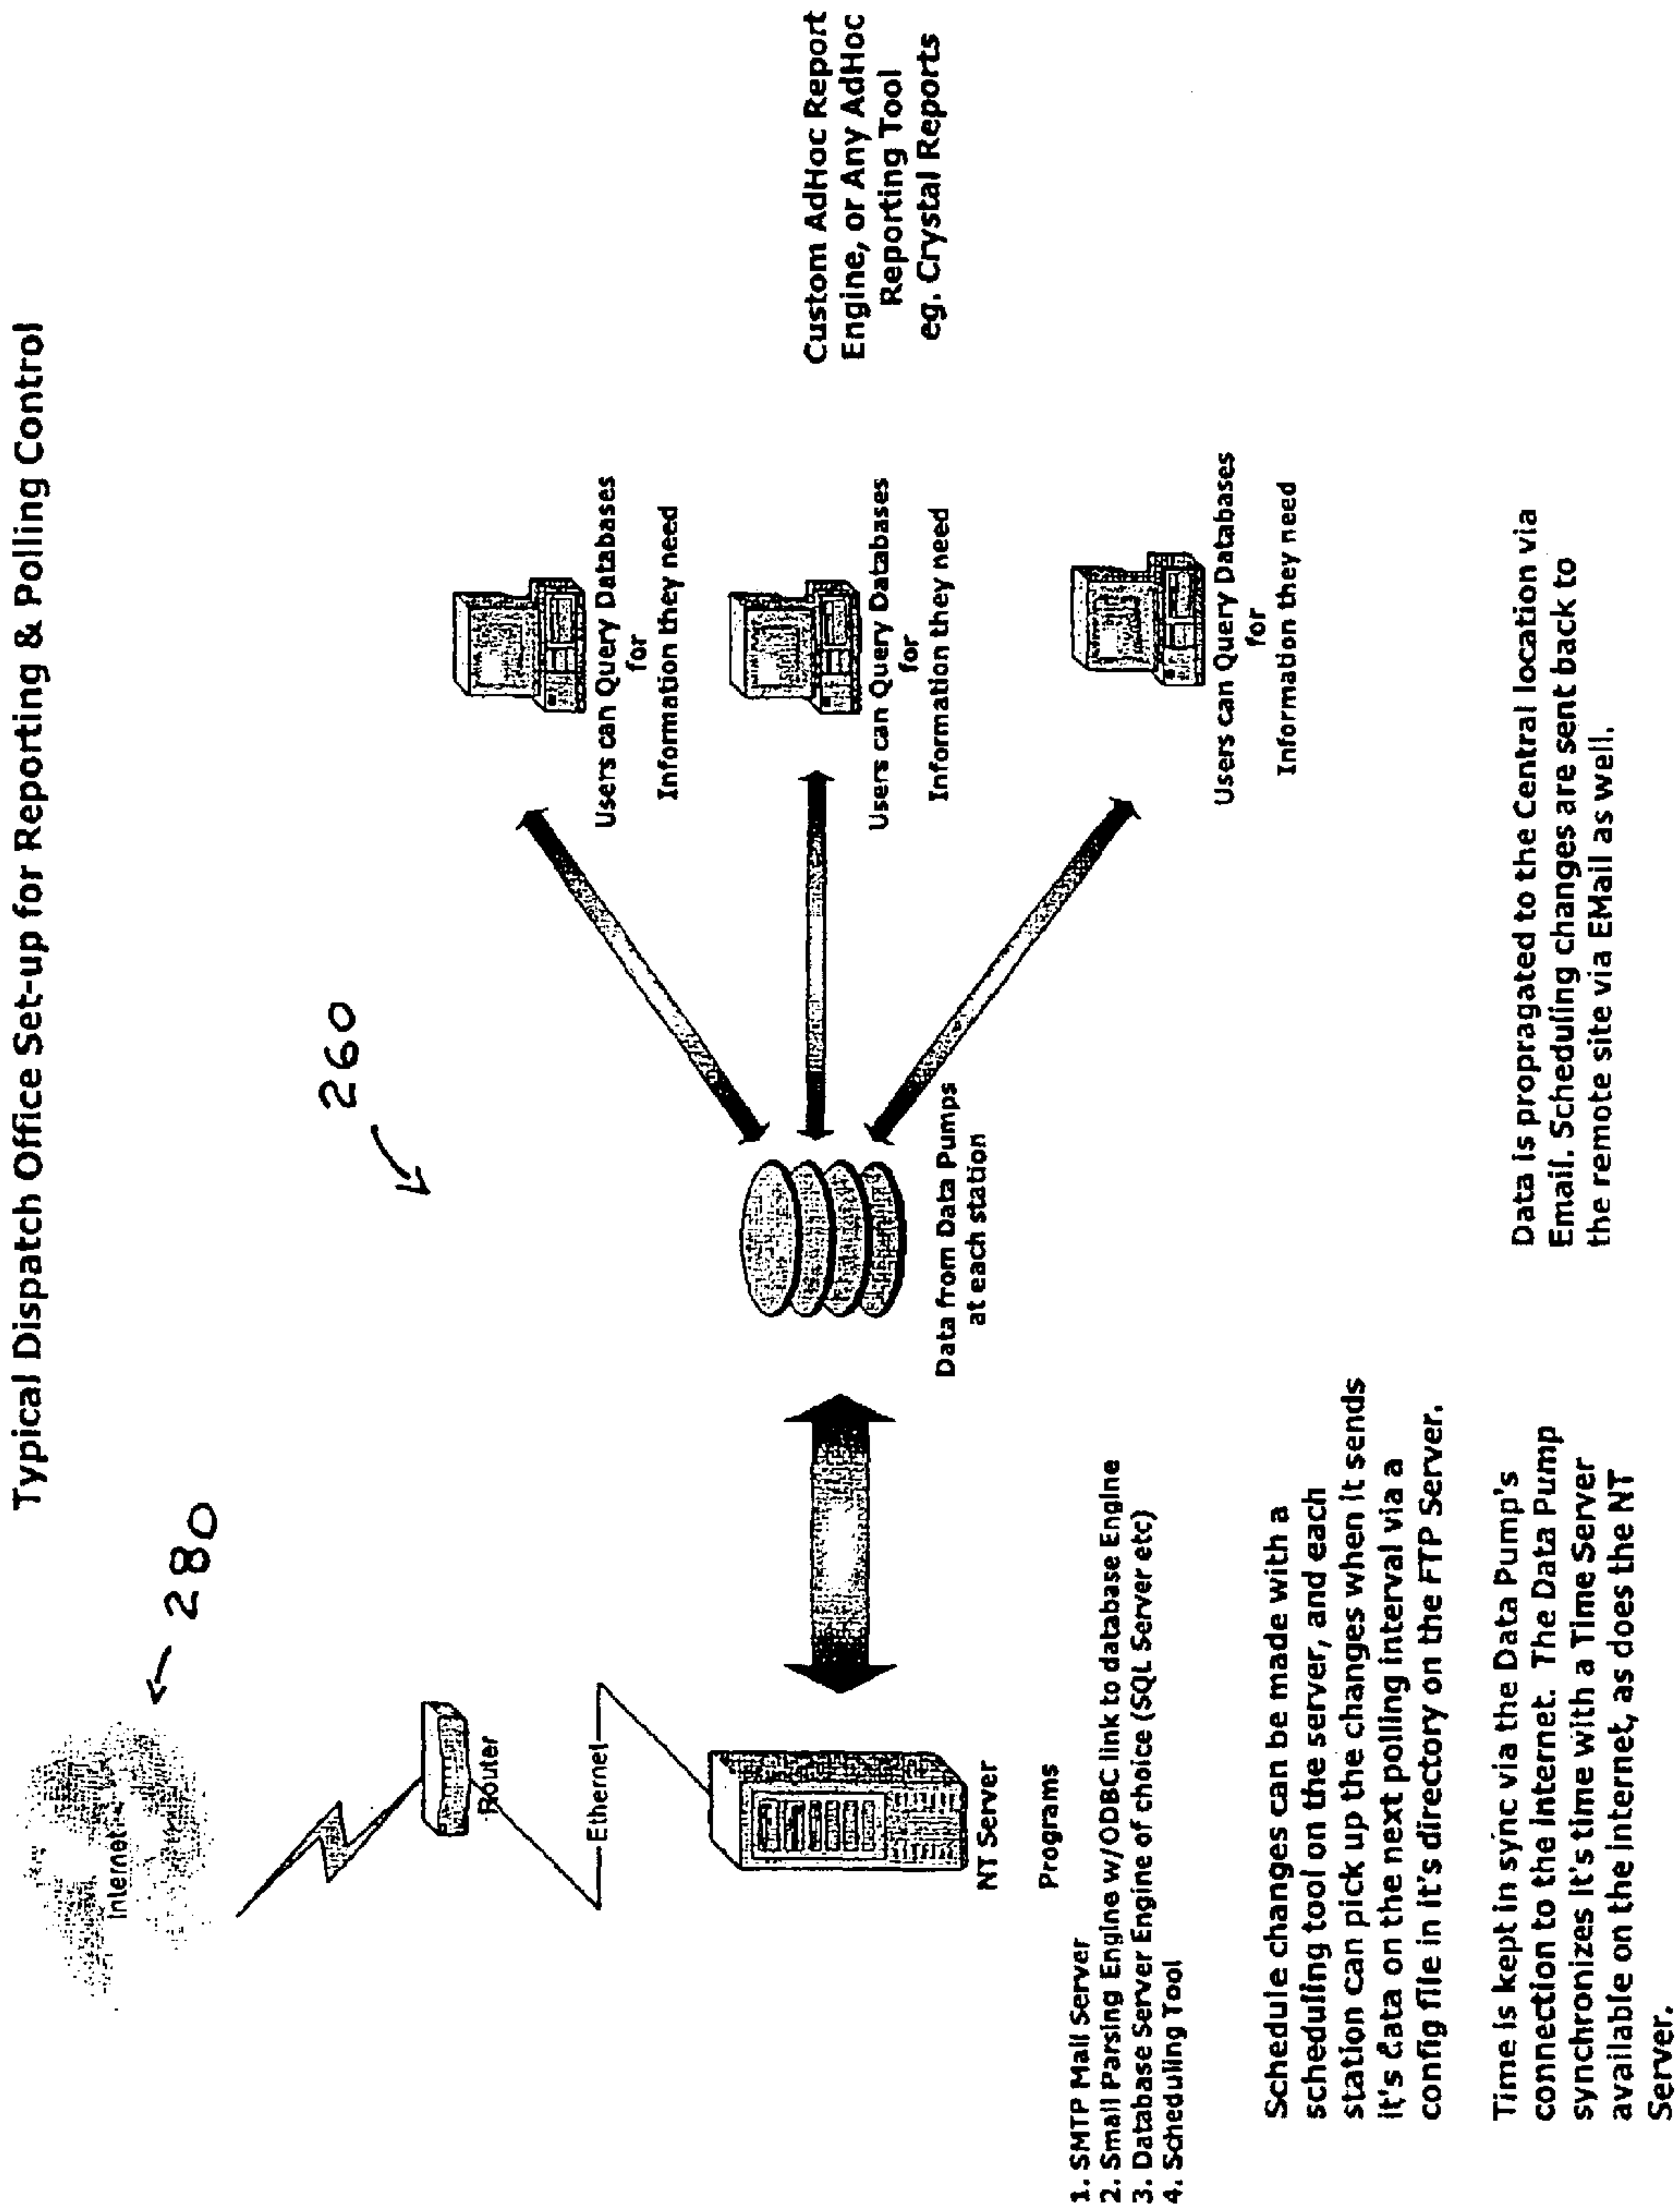 Typical Dispatch Office Set-up for Reporting & Polling Control
280
260
Internet
Router
Ethernet
NT Server
Programs
1. SMTP Mail Server
2. Small Parsing Engine w/ODBC link to database Engine
3. Database Server Engine of choice (SQL Server etc)
4. Scheduling Tool
Data from Data Pumps
at each station
Users can Query Databases
for
Information they need
Users can Query Databases
for
Information they need
Users can Query Databases
for
Information they need
Custom AdHoc Report
Engine, or Any AdHoc
Reporting Tool
eg. Crystal Reports
Schedule changes can be made with a
scheduling tool on the server, and each
station can pick up the changes when it sends
it's data on the next polling interval via a
config file in it's directory on the FTP Server.
Time is kept in sync via the Data Pump's
connection to the Internet. The Data Pump
synchronizes it's time with a Time Server
available on the internet, as does the NT
Server.
Data is propragated to the Central location via
Email. Scheduling changes are sent back to
the remote site via EMail as well.